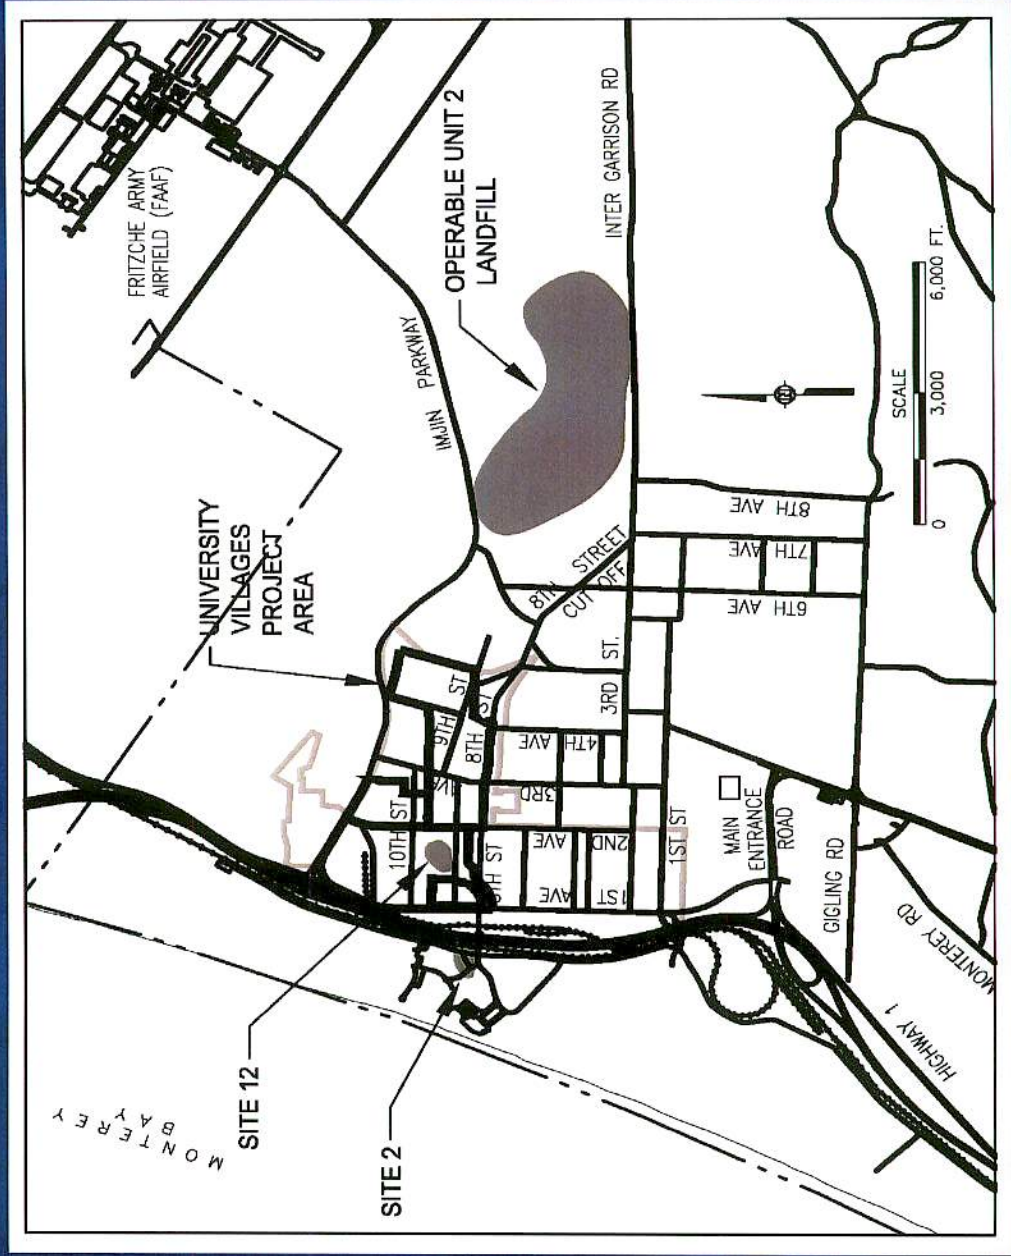 FRITZCHE ARMY
AIRFIELD (FAAF)
OPERABLE UNIT 2
LANDFILL
INTER GARRISON RD
IMJIN PARKWAY
UNIVERSITY
VILLAGES
PROJECT
AREA
SCALE
0 3,000 6,000 FT.
8TH AVE
7TH AVE
6TH AVE
8TH STREET
CUT OFF
3RD ST.
9TH ST
8TH ST
4TH AVE
3RD AVE
10TH ST
2ND AVE
1ST AVE
1ST ST
MAIN
ENTRANCE
ROAD
GIGLING RD
MONTEREY RD
HIGHWAY 1
SITE 12
SITE 2
MONTEREY
BAY